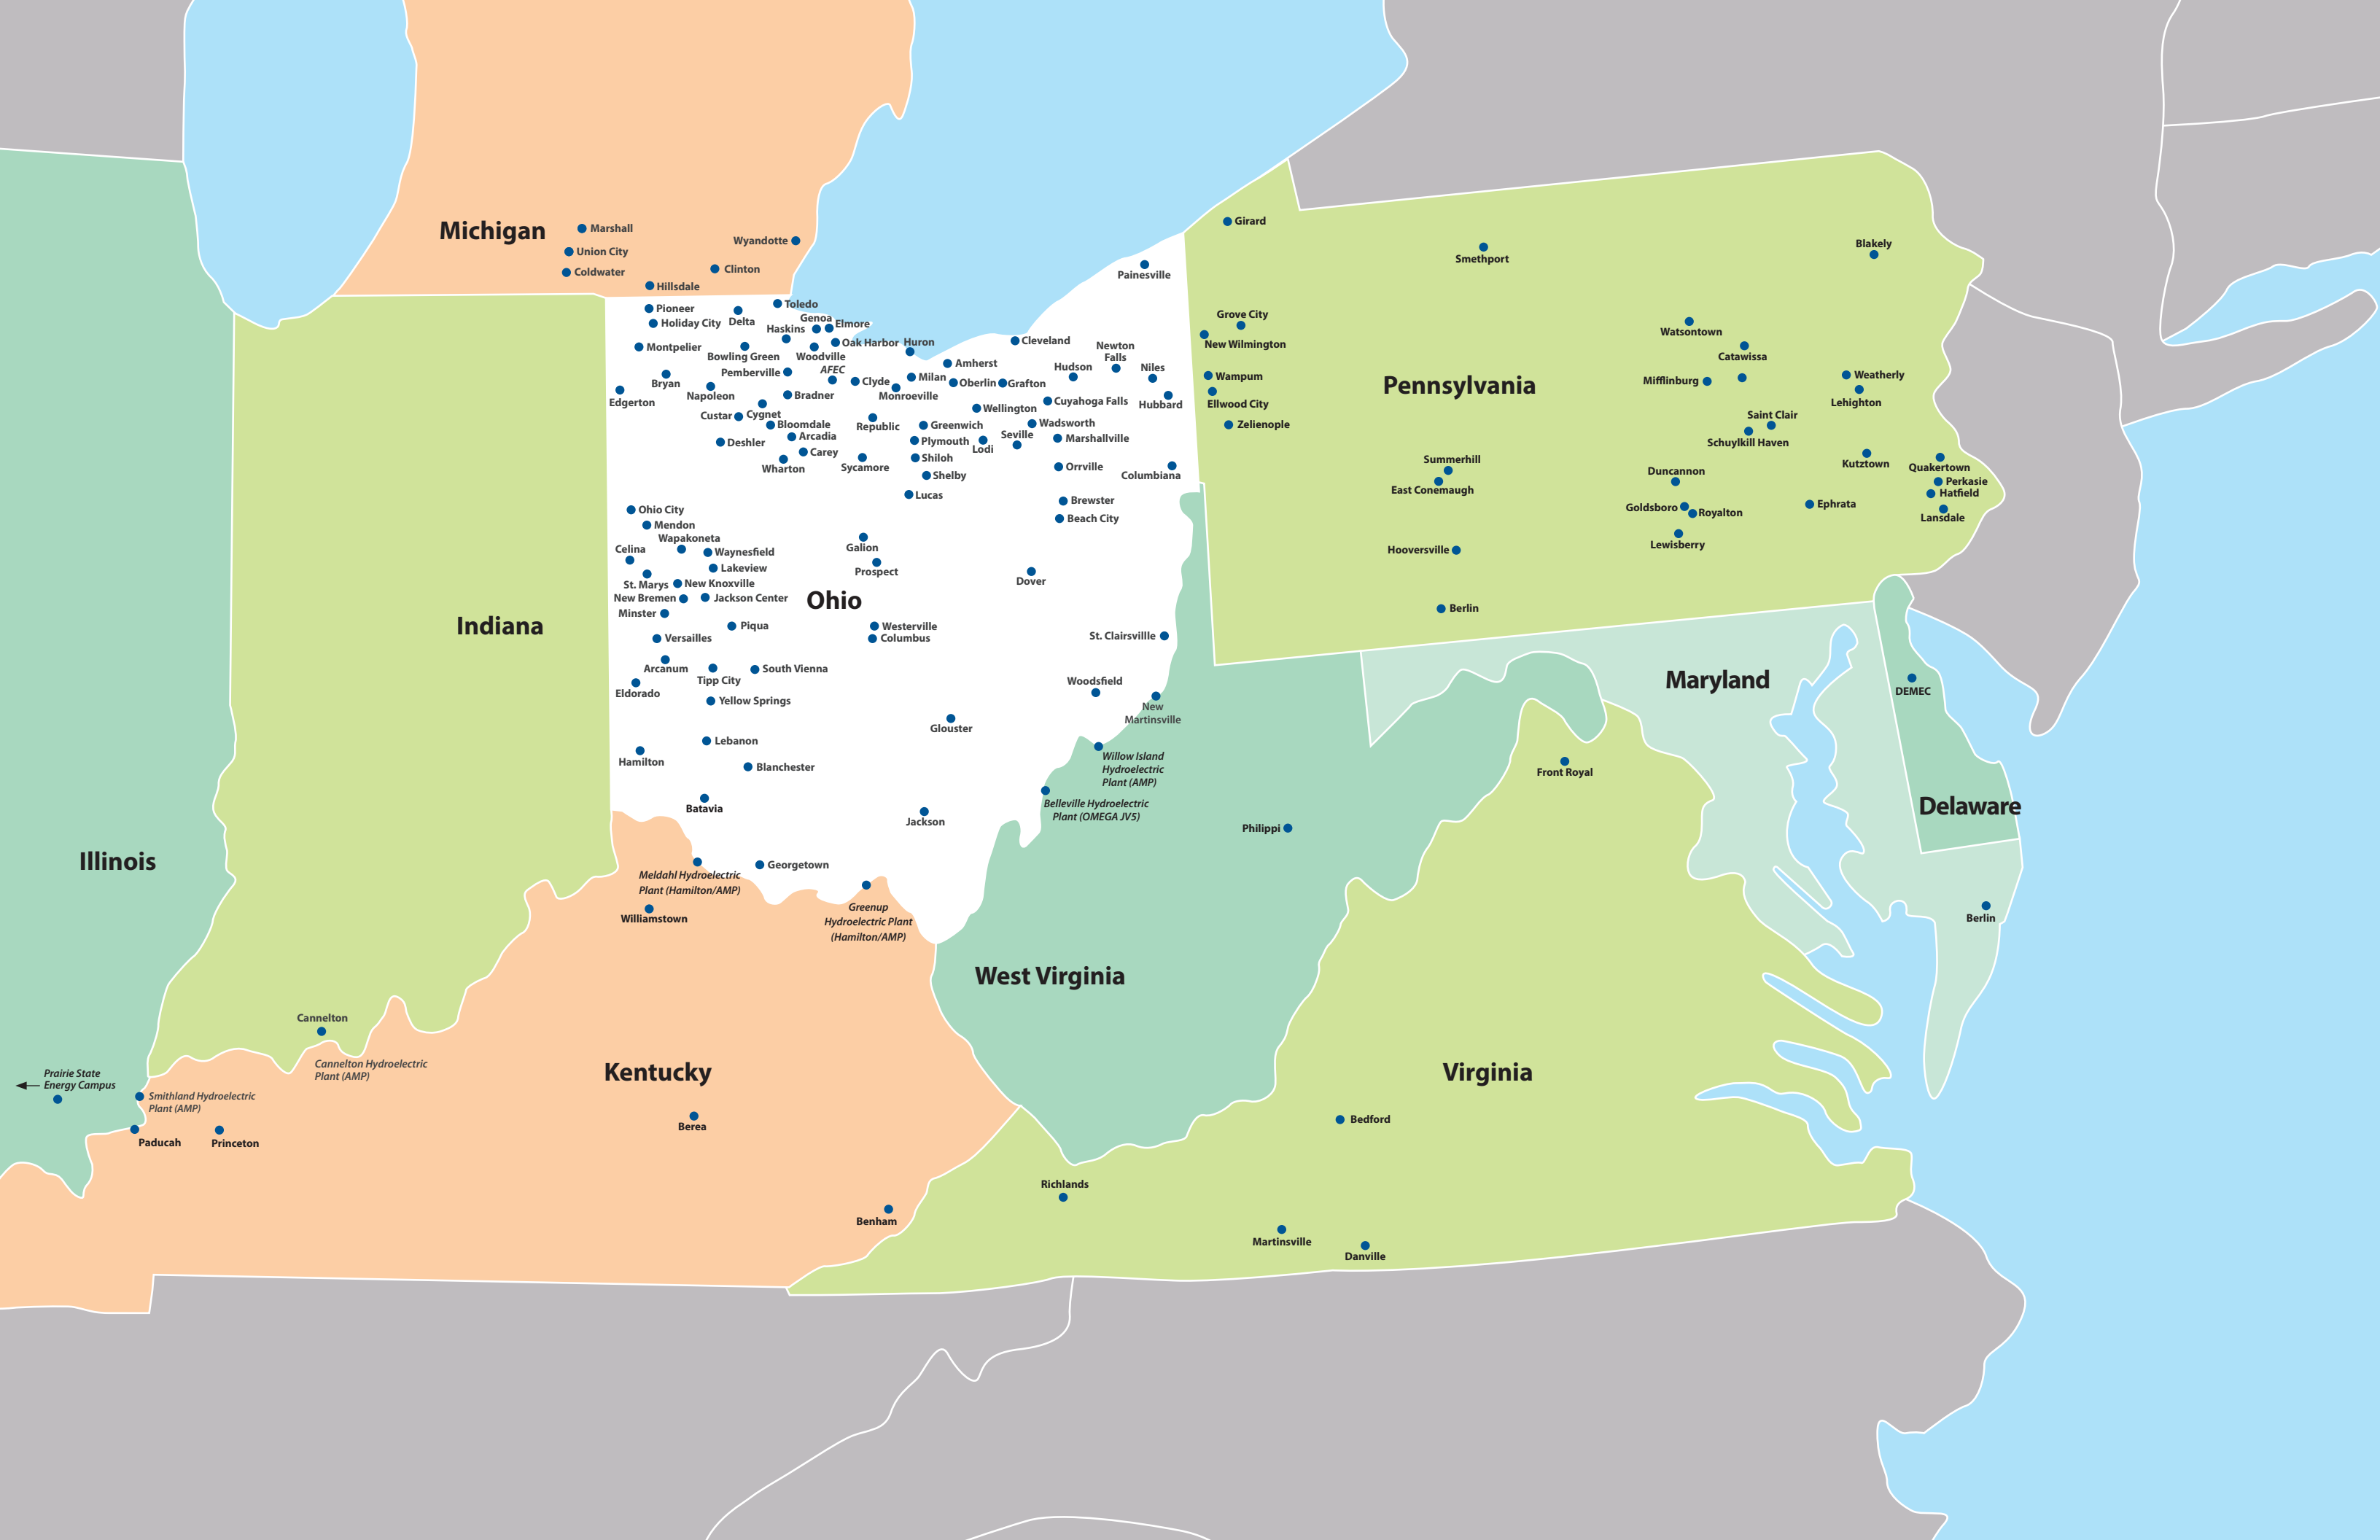 Michigan
Marshall
Union City
Coldwater
Wyandotte
Clinton
Hillsdale
Pioneer
Holiday City
Delta
Toledo
Genoa
Elmore
Haskins
Montpelier
Bowling Green
Woodville
Oak Harbor
Huron
AFEC
Pemberville
Bryan
Napoleon
Edgerton
Clyde
Milan
Monroeville
Amherst
Oberlin
Grafton
Cleveland
Painesville
Hudson
Newton
Falls
Niles
Hubbard
Bradner
Custar
Cygnet
Bloomdale
Arcadia
Deshler
Carey
Wharton
Republic
Sycamore
Greenwich
Plymouth
Shiloh
Shelby
Lucas
Wellington
Cuyahoga Falls
Lodi
Seville
Wadsworth
Marshallville
Orrville
Columbiana
Brewster
Beach City
Ohio City
Mendon
Wapakoneta
Celina
Waynesfield
Lakeview
St. Marys
New Knoxville
New Bremen
Jackson Center
Minster
Ohio
Galion
Prospect
Dover
Piqua
Versailles
Westerville
Columbus
St. Clairsvillle
Arcanum
Tipp City
South Vienna
Eldorado
Yellow Springs
Woodsfield
New
Martinsville
Glouster
Lebanon
Hamilton
Blanchester
Batavia
Jackson
Georgetown
Willow Island
Hydroelectric
Plant (AMP)
Belleville Hydroelectric
Plant (OMEGA JV5)
Meldahl Hydroelectric
Plant (Hamilton/AMP)
Greenup
Hydroelectric Plant
(Hamilton/AMP)
Girard
Smethport
Blakely
Grove City
New Wilmington
Wampum
Ellwood City
Zelienople
Pennsylvania
Watsontown
Catawissa
Mifflinburg
Weatherly
Lehighton
Saint Clair
Schuylkill Haven
Summerhill
East Conemaugh
Duncannon
Kutztown
Quakertown
Perkasie
Hatfield
Lansdale
Goldsboro
Royalton
Ephrata
Lewisberry
Hooversville
Berlin
Indiana
Illinois
Maryland
DEMEC
Delaware
Berlin
Front Royal
Philippi
West Virginia
Williamstown
Cannelton
Cannelton Hydroelectric
Plant (AMP)
Prairie State
Energy Campus
Smithland Hydroelectric
Plant (AMP)
Paducah
Princeton
Kentucky
Berea
Benham
Virginia
Bedford
Richlands
Martinsville
Danville